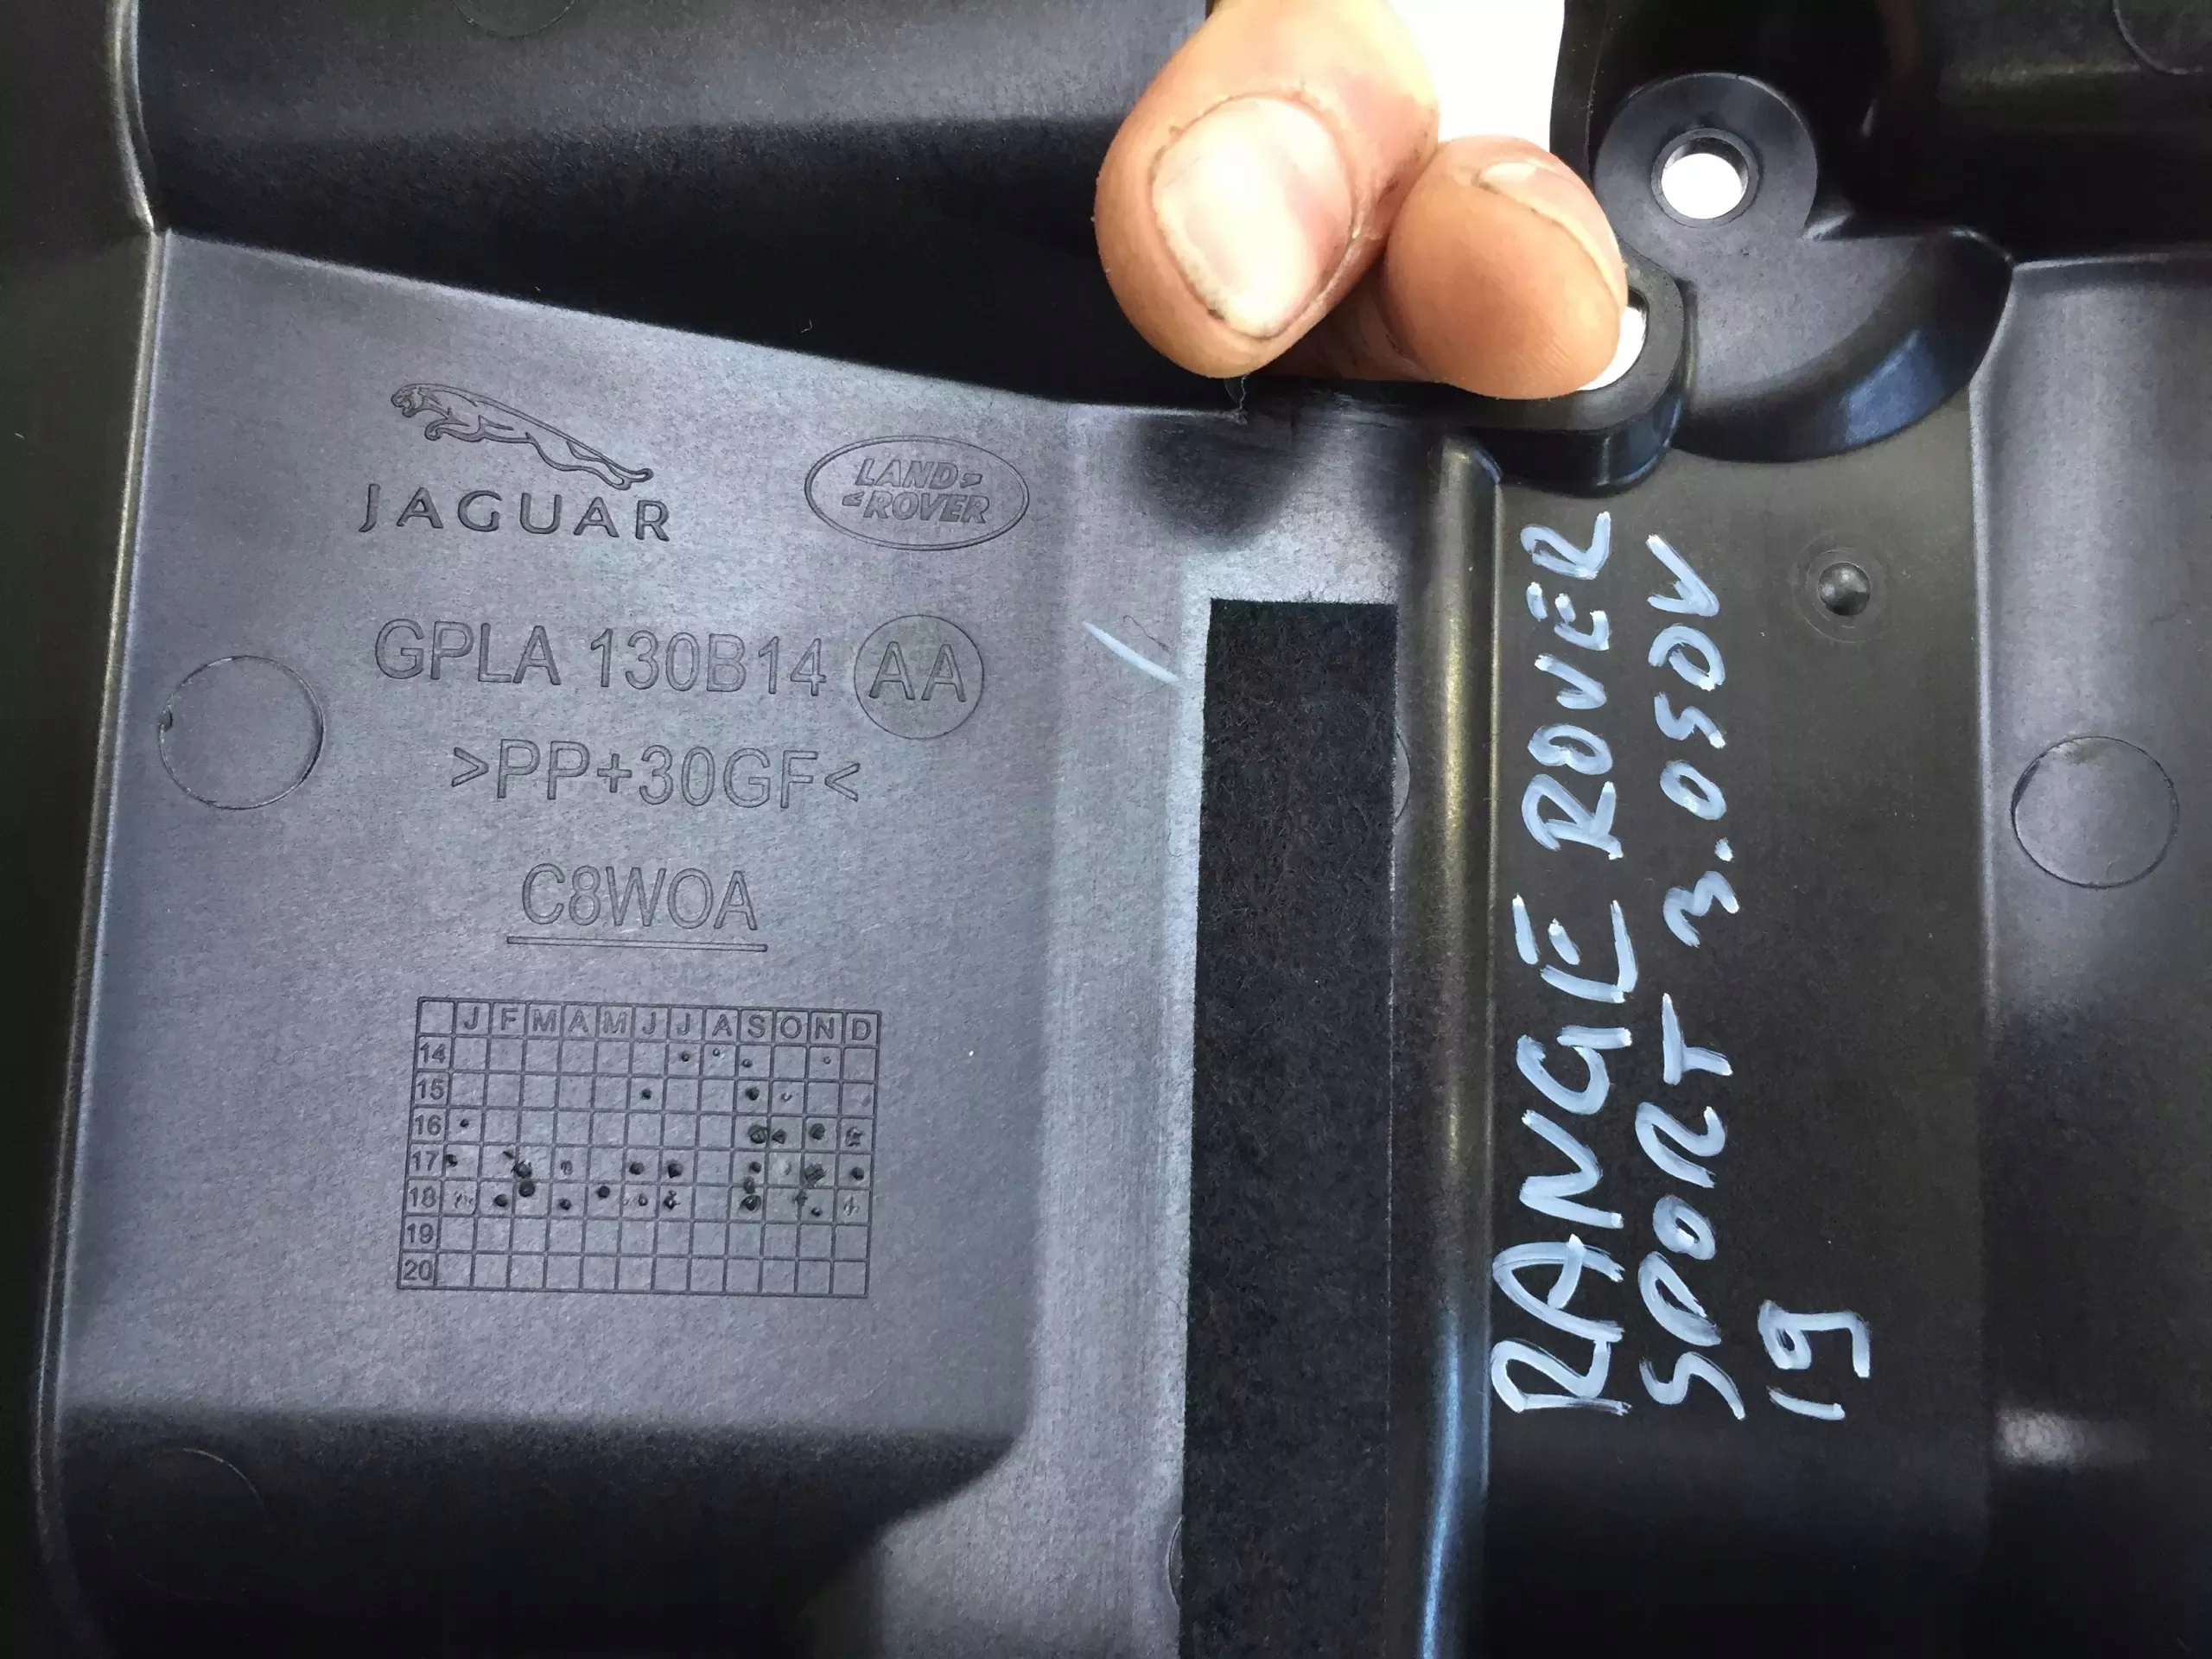 JAGUAR
LAND ROVER
GPLA 130B14 AA
>PP+30GF<
C8WOA
J F M A M J J A S O N D
14
15
16
17
18
19
20
RANGE ROVER
SPORT 3.0SDV
19